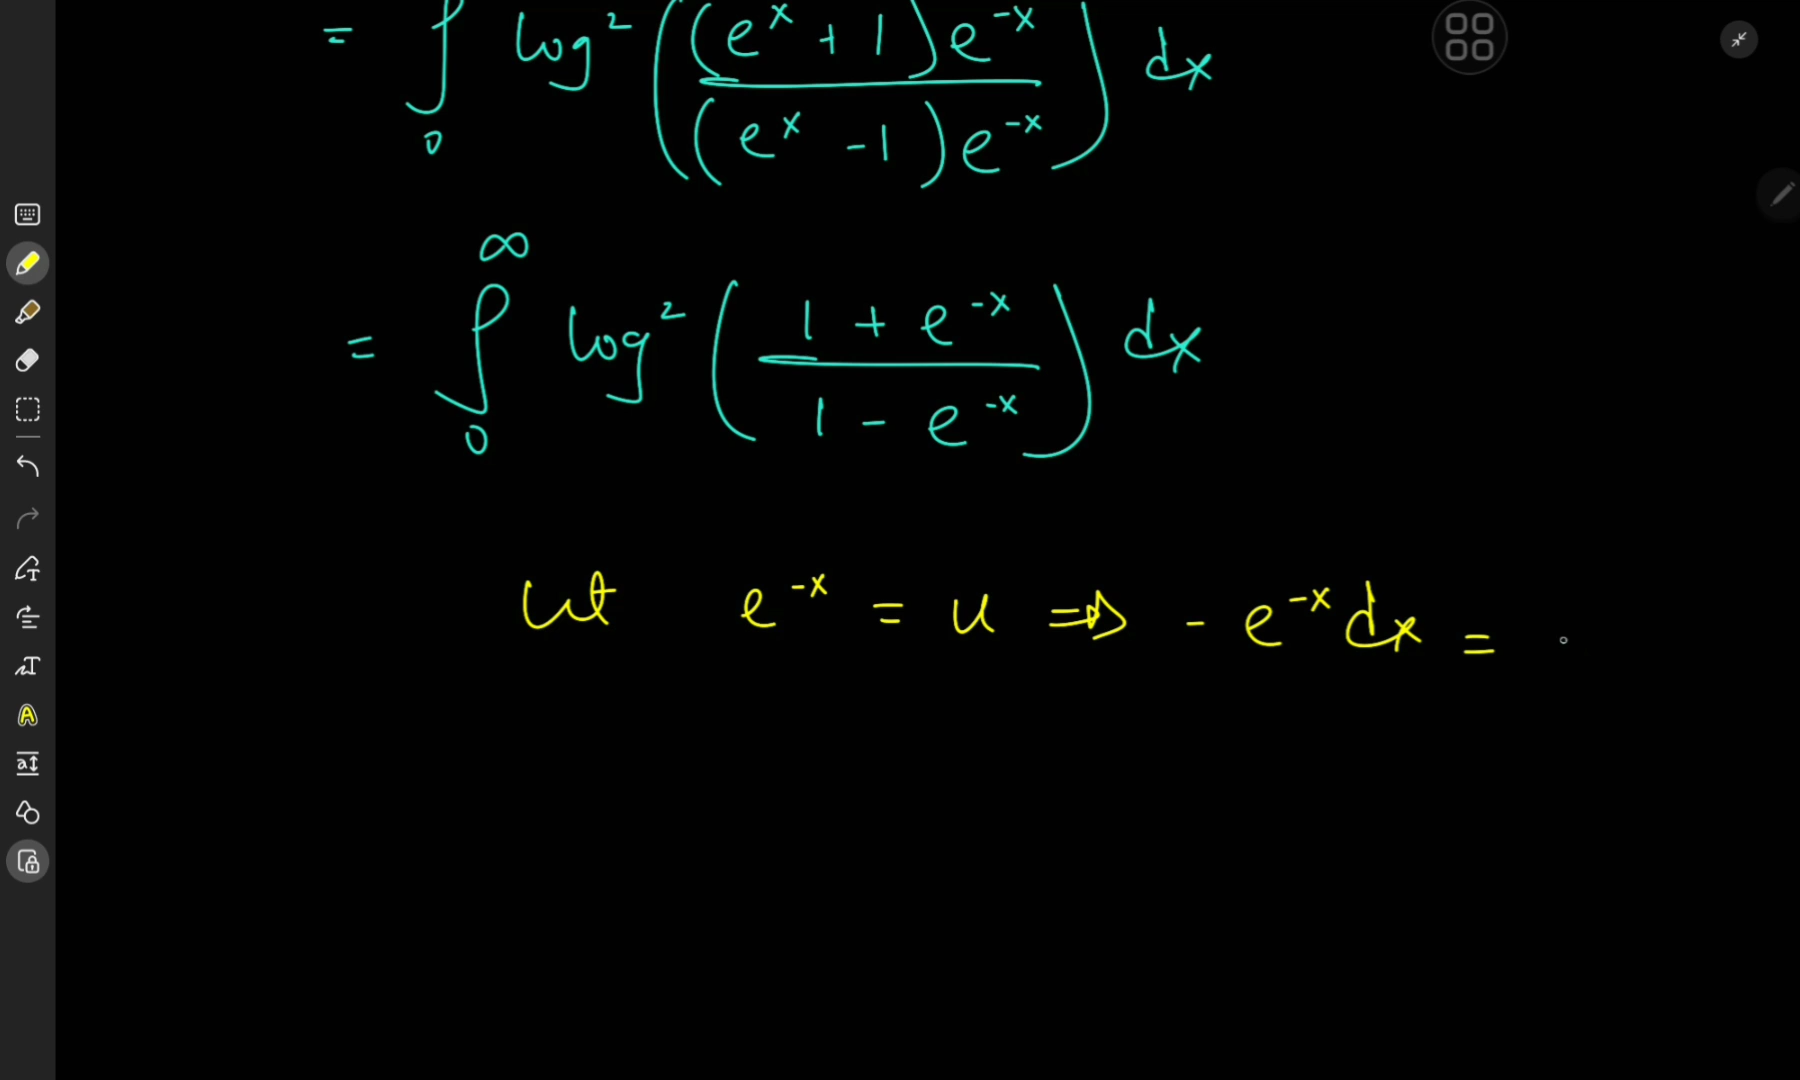 = ∫₀ log² ( (eˣ + 1)e⁻ˣ / (eˣ - 1)e⁻ˣ ) dx
= ∫₀^∞ log² ( 1 + e⁻ˣ / 1 - e⁻ˣ ) dx
Let e⁻ˣ = u ⇒ - e⁻ˣ dx =